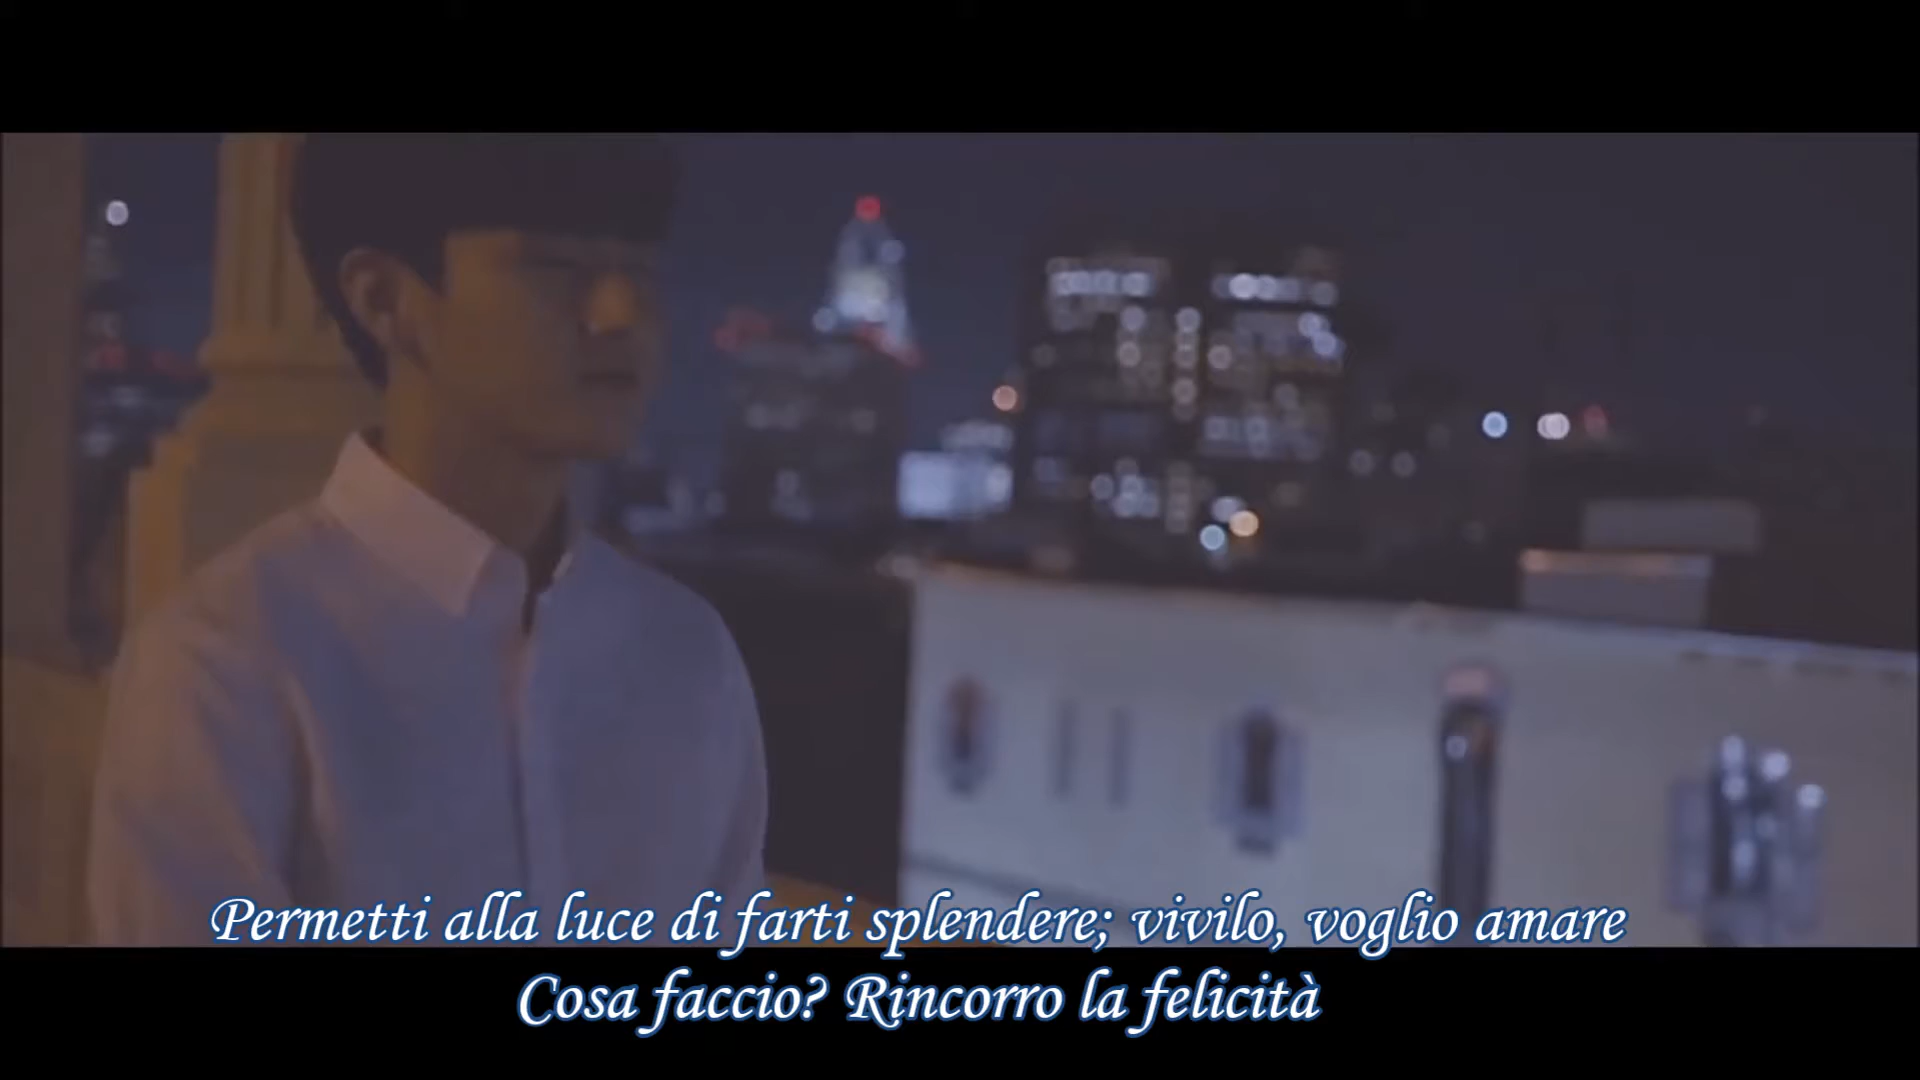 Permetti alla luce di farti splendere; vivilo, voglio amare
Cosa faccio? Rincorro la felicità